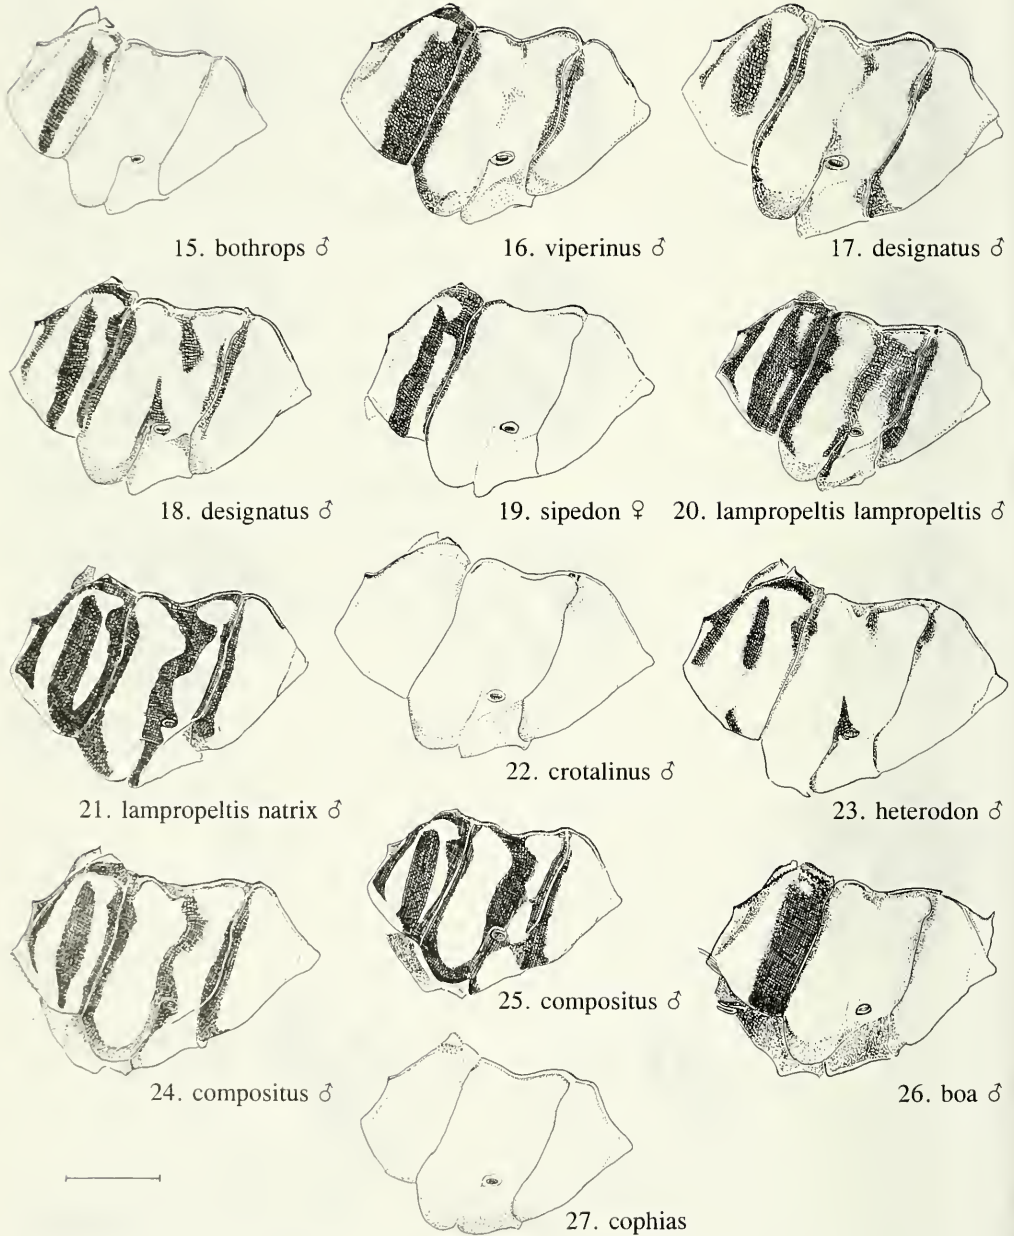 15. bothrops ♂
16. viperinus ♂
17. designatus ♂
18. designatus ♂
19. sipedon ♀
20. lampropeltis lampropeltis ♂
21. lampropeltis natrix ♂
22. crotalinus ♂
23. heterodon ♂
24. compositus ♂
25. compositus ♂
26. boa ♂
27. cophias